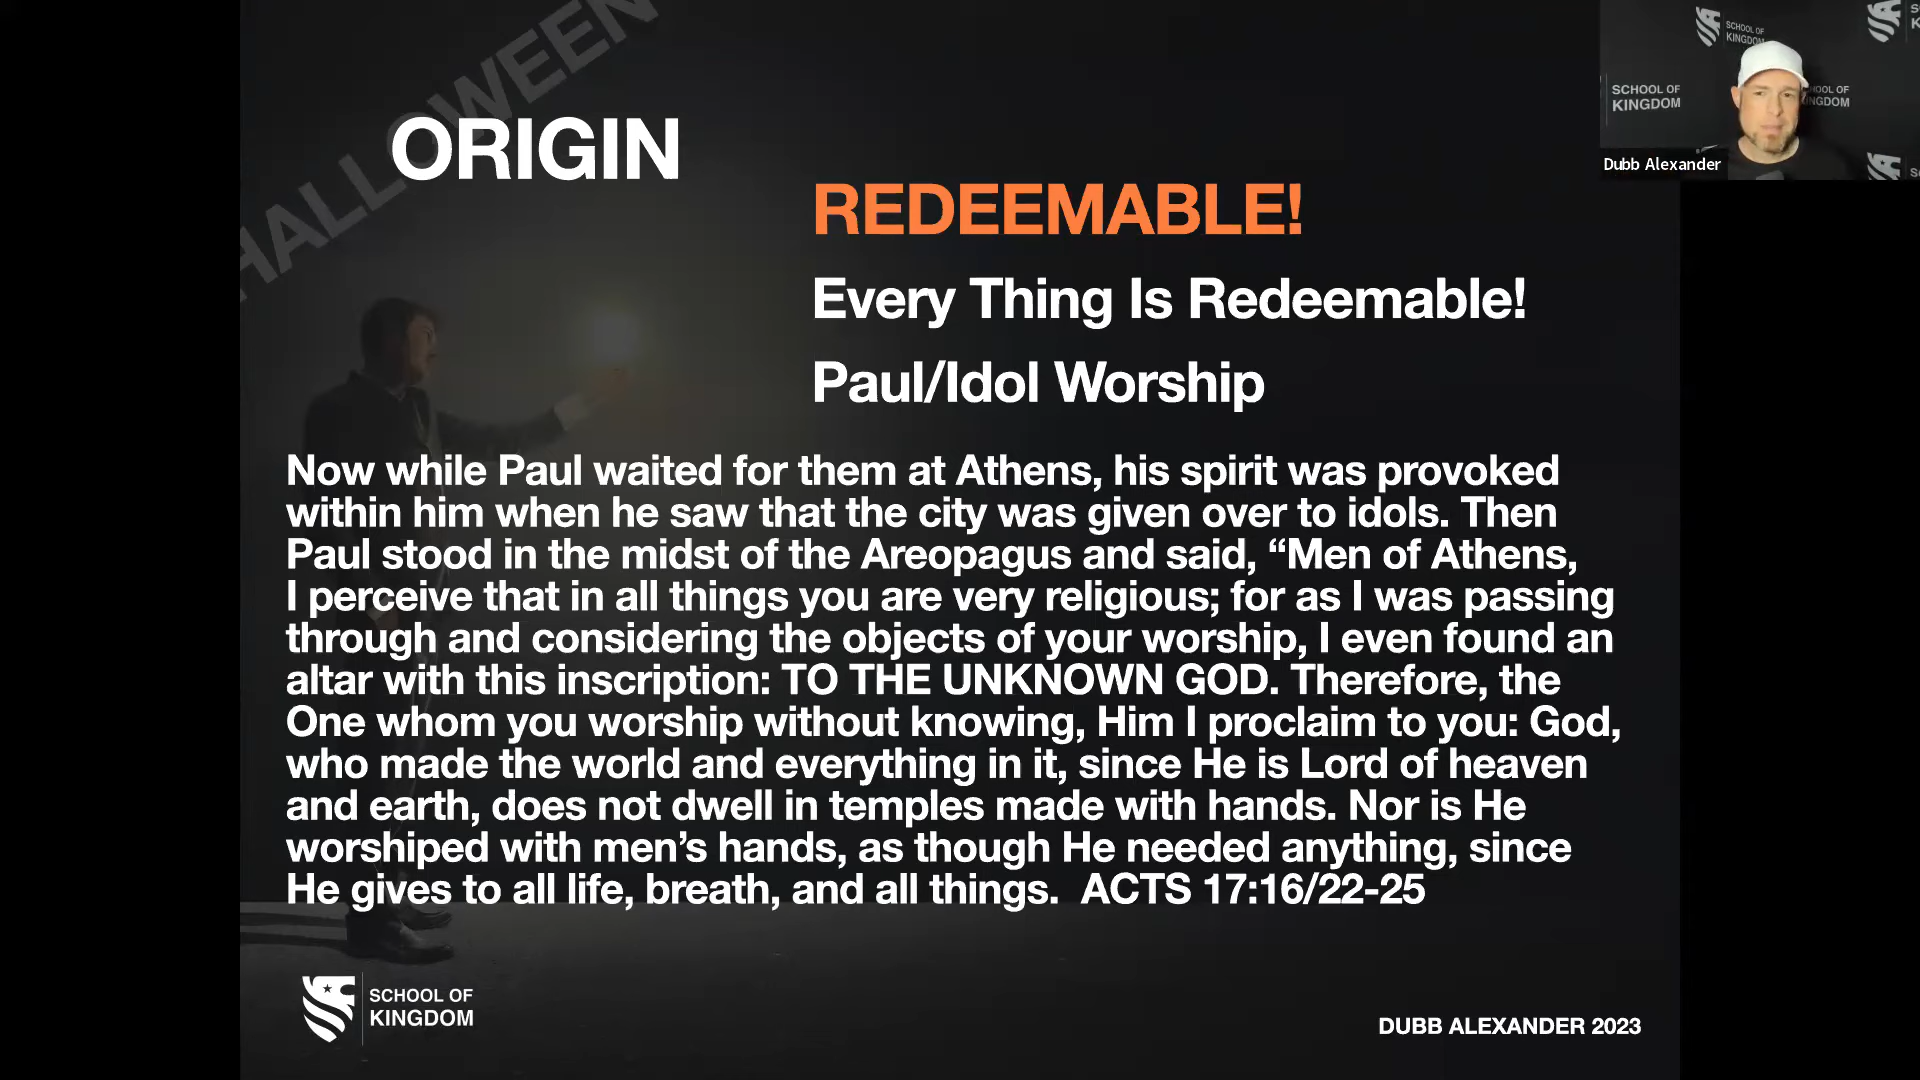 HALLOWEEN
ORIGIN
REDEEMABLE!
Every Thing Is Redeemable!
Paul/Idol Worship
Now while Paul waited for them at Athens, his spirit was provoked
within him when he saw that the city was given over to idols. Then
Paul stood in the midst of the Areopagus and said, “Men of Athens,
I perceive that in all things you are very religious; for as I was passing
through and considering the objects of your worship, I even found an
altar with this inscription: TO THE UNKNOWN GOD. Therefore, the
One whom you worship without knowing, Him I proclaim to you: God,
who made the world and everything in it, since He is Lord of heaven
and earth, does not dwell in temples made with hands. Nor is He
worshiped with men’s hands, as though He needed anything, since
He gives to all life, breath, and all things. ACTS 17:16/22-25
SCHOOL OF
KINGDOM
DUBB ALEXANDER 2023
SCHOOL OF
KINGDOM
SCHOOL OF
KINGDOM
Dubb Alexander